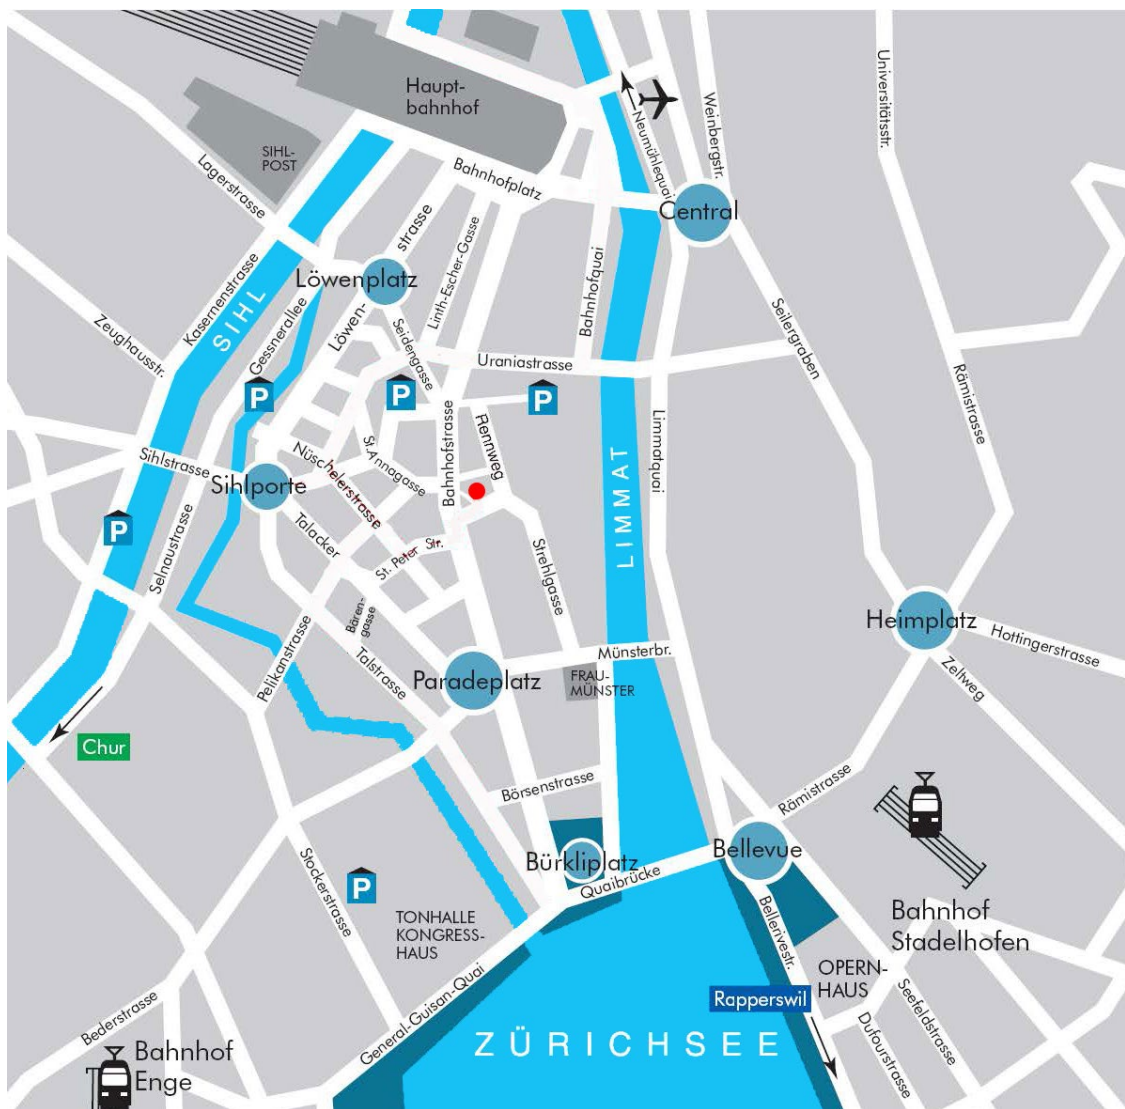 Haupt-
bahnhof
SIHL-
POST
Lagerstrasse
Bahnhofplatz
Neumühlequai
Weinbergstr.
Universitätsstr.
Central
strasse
Linth-Escher-Gasse
Löwenplatz
Löwen-
Kasernenstrasse
SIHL
Gessnerallee
Zeughausstr.
Seidengasse
Bahnhofquai
Uraniastrasse
Seilergraben
Rämistrasse
P
P
P
Bahnhofstrasse
Rennweg
Limmatquai
LIMMAT
St. Annagasse
Nüschelerstrasse
Sihlstrasse
Sihlporte
P
Selnaustrasse
Talacker
St. Peter Str.
Strehlgasse
Bären-
gasse
Pelikanstrasse
Talstrasse
Paradeplatz
Münsterbr.
FRAU-
MÜNSTER
Heimplatz
Hottingerstrasse
Zeltweg
Chur
Börsenstrasse
Rämistrasse
Bürkliplatz
Quaibrücke
Bellevue
Stockerstrasse
P
TONHALLE
KONGRESS-
HAUS
Bellerivestr.
Bahnhof
Stadelhofen
OPERN-
HAUS
Rapperswil
Seefeldstrasse
Dufourstrasse
General-Guisan-Quai
Bederstrasse
ZÜRICHSEE
Bahnhof
Enge